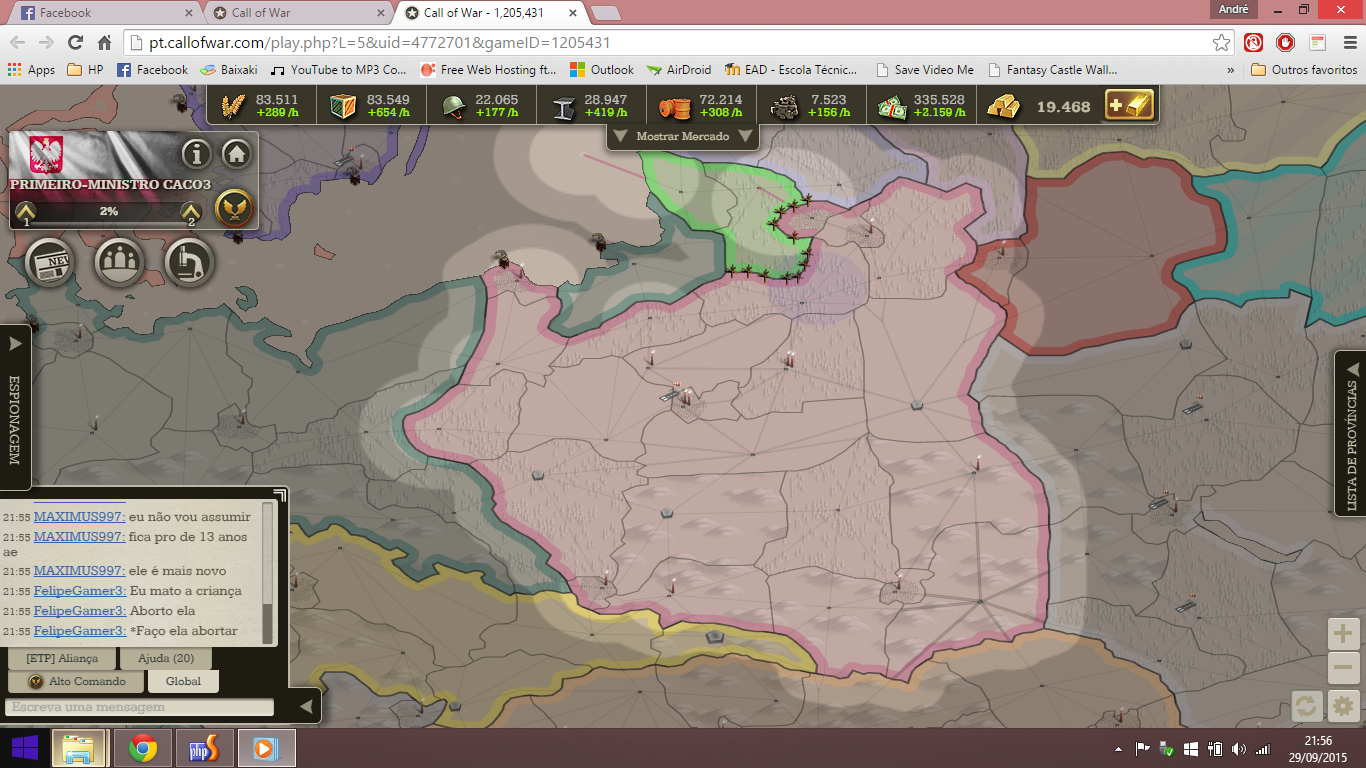 Facebook
Call of War
Call of War - 1,205,431
André
pt.callofwar.com/play.php?L=5&uid=4772701&gameID=1205431
Apps
HP
Facebook
Baixaki
YouTube to MP3 Co...
Free Web Hosting ft...
Outlook
AirDroid
EAD - Escola Técnic...
Save Video Me
Fantasy Castle Wall...
»
Outros favoritos
83.511
+289 /h
83.549
+654 /h
22.065
+177 /h
28.947
+419 /h
72.214
+308 /h
7.523
+156 /h
335.528
+2.159 /h
19.468
Mostrar Mercado
PRIMEIRO-MINISTRO CACO3
1
2%
2
ESPIONAGEM
LISTA DE PROVÍNCIAS
21:55 MAXIMUS997: eu não vou assumir
21:55 MAXIMUS997: fica pro de 13 anos
ae
21:55 MAXIMUS997: ele é mais novo
21:55 FelipeGamer3: Eu mato a criança
21:55 FelipeGamer3: Aborto ela
21:55 FelipeGamer3: *Faço ela abortar
[ETP] Aliança
Ajuda (20)
Alto Comando
Global
Escreva uma mensagem
php
21:56
29/09/2015